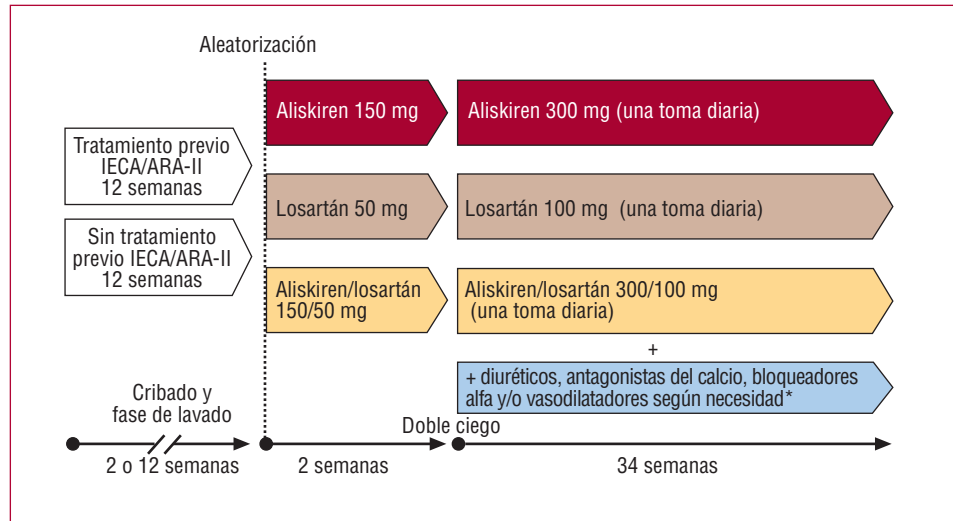 Aleatorización
Tratamiento previo
IECA/ARA-II
12 semanas
Sin tratamiento
previo IECA/ARA-II
12 semanas
Aliskiren 150 mg
Aliskiren 300 mg (una toma diaria)
Losartán 50 mg
Losartán 100 mg (una toma diaria)
Aliskiren/losartán
150/50 mg
Aliskiren/losartán 300/100 mg
(una toma diaria)
+
+ diuréticos, antagonistas del calcio, bloqueadores
alfa y/o vasodilatadores según necesidad*
Cribado y
fase de lavado
Doble ciego
2 o 12 semanas
2 semanas
34 semanas